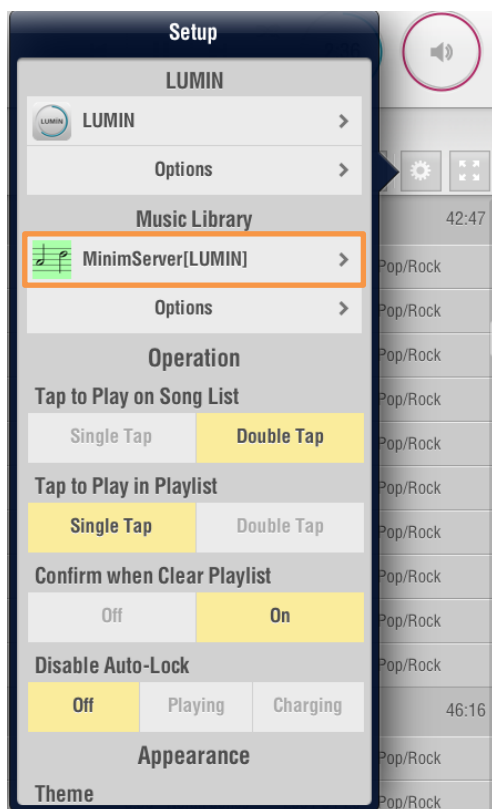 Setup
LUMIN
LUMIN
LUMIN
Options
Music Library
42:47
MinimServer[LUMIN]
Pop/Rock
Options
Pop/Rock
Operation
Pop/Rock
Tap to Play on Song List
Pop/Rock
Single Tap
Double Tap
Pop/Rock
Tap to Play in Playlist
Pop/Rock
Single Tap
Double Tap
Pop/Rock
Confirm when Clear Playlist
Pop/Rock
Off
On
Pop/Rock
Disable Auto-Lock
Pop/Rock
Off
Playing
Charging
46:16
Appearance
Pop/Rock
Theme
Pop/Rock